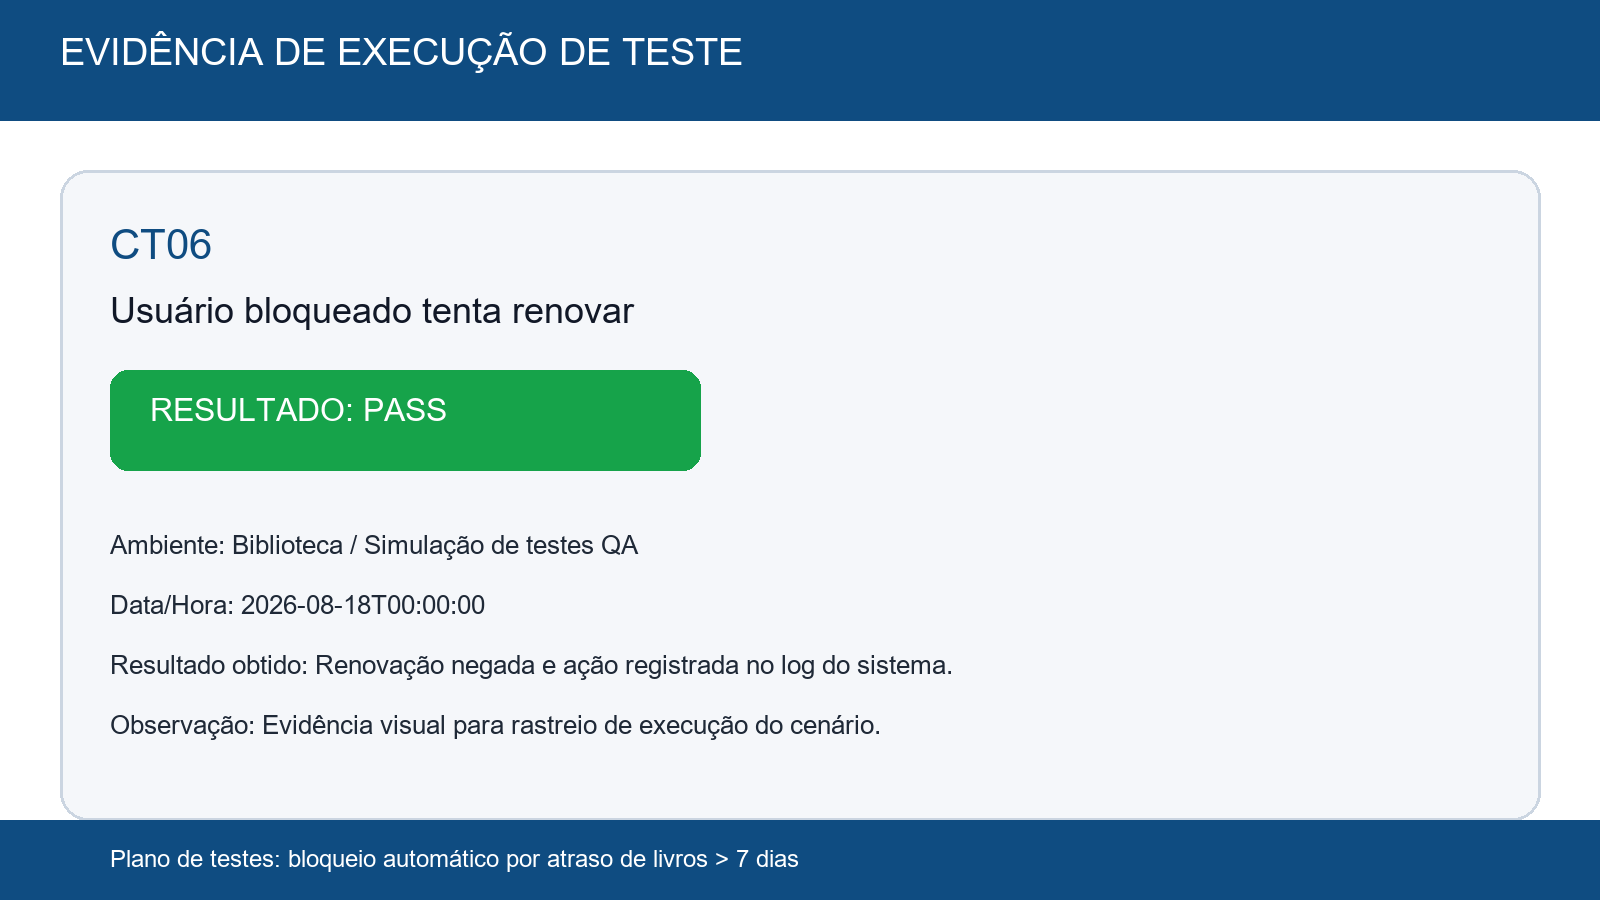 EVIDÊNCIA DE EXECUÇÃO DE TESTE
CT06
Usuário bloqueado tenta renovar
RESULTADO: PASS
Ambiente: Biblioteca / Simulação de testes QA
Data/Hora: 2026-08-18T00:00:00
Resultado obtido: Renovação negada e ação registrada no log do sistema.
Observação: Evidência visual para rastreio de execução do cenário.
Plano de testes: bloqueio automático por atraso de livros > 7 dias